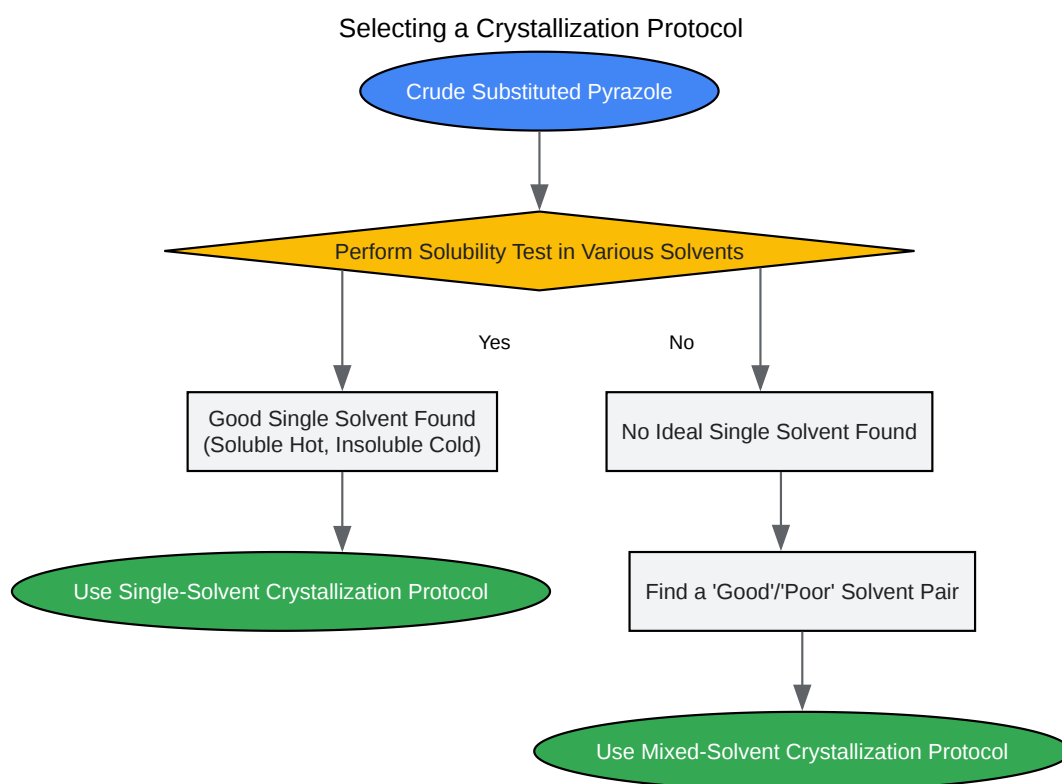 Selecting a Crystallization Protocol
Crude Substituted Pyrazole
Perform Solubility Test in Various Solvents
Yes
No
Good Single Solvent Found
(Soluble Hot, Insoluble Cold)
No Ideal Single Solvent Found
Use Single-Solvent Crystallization Protocol
Find a 'Good'/'Poor' Solvent Pair
Use Mixed-Solvent Crystallization Protocol